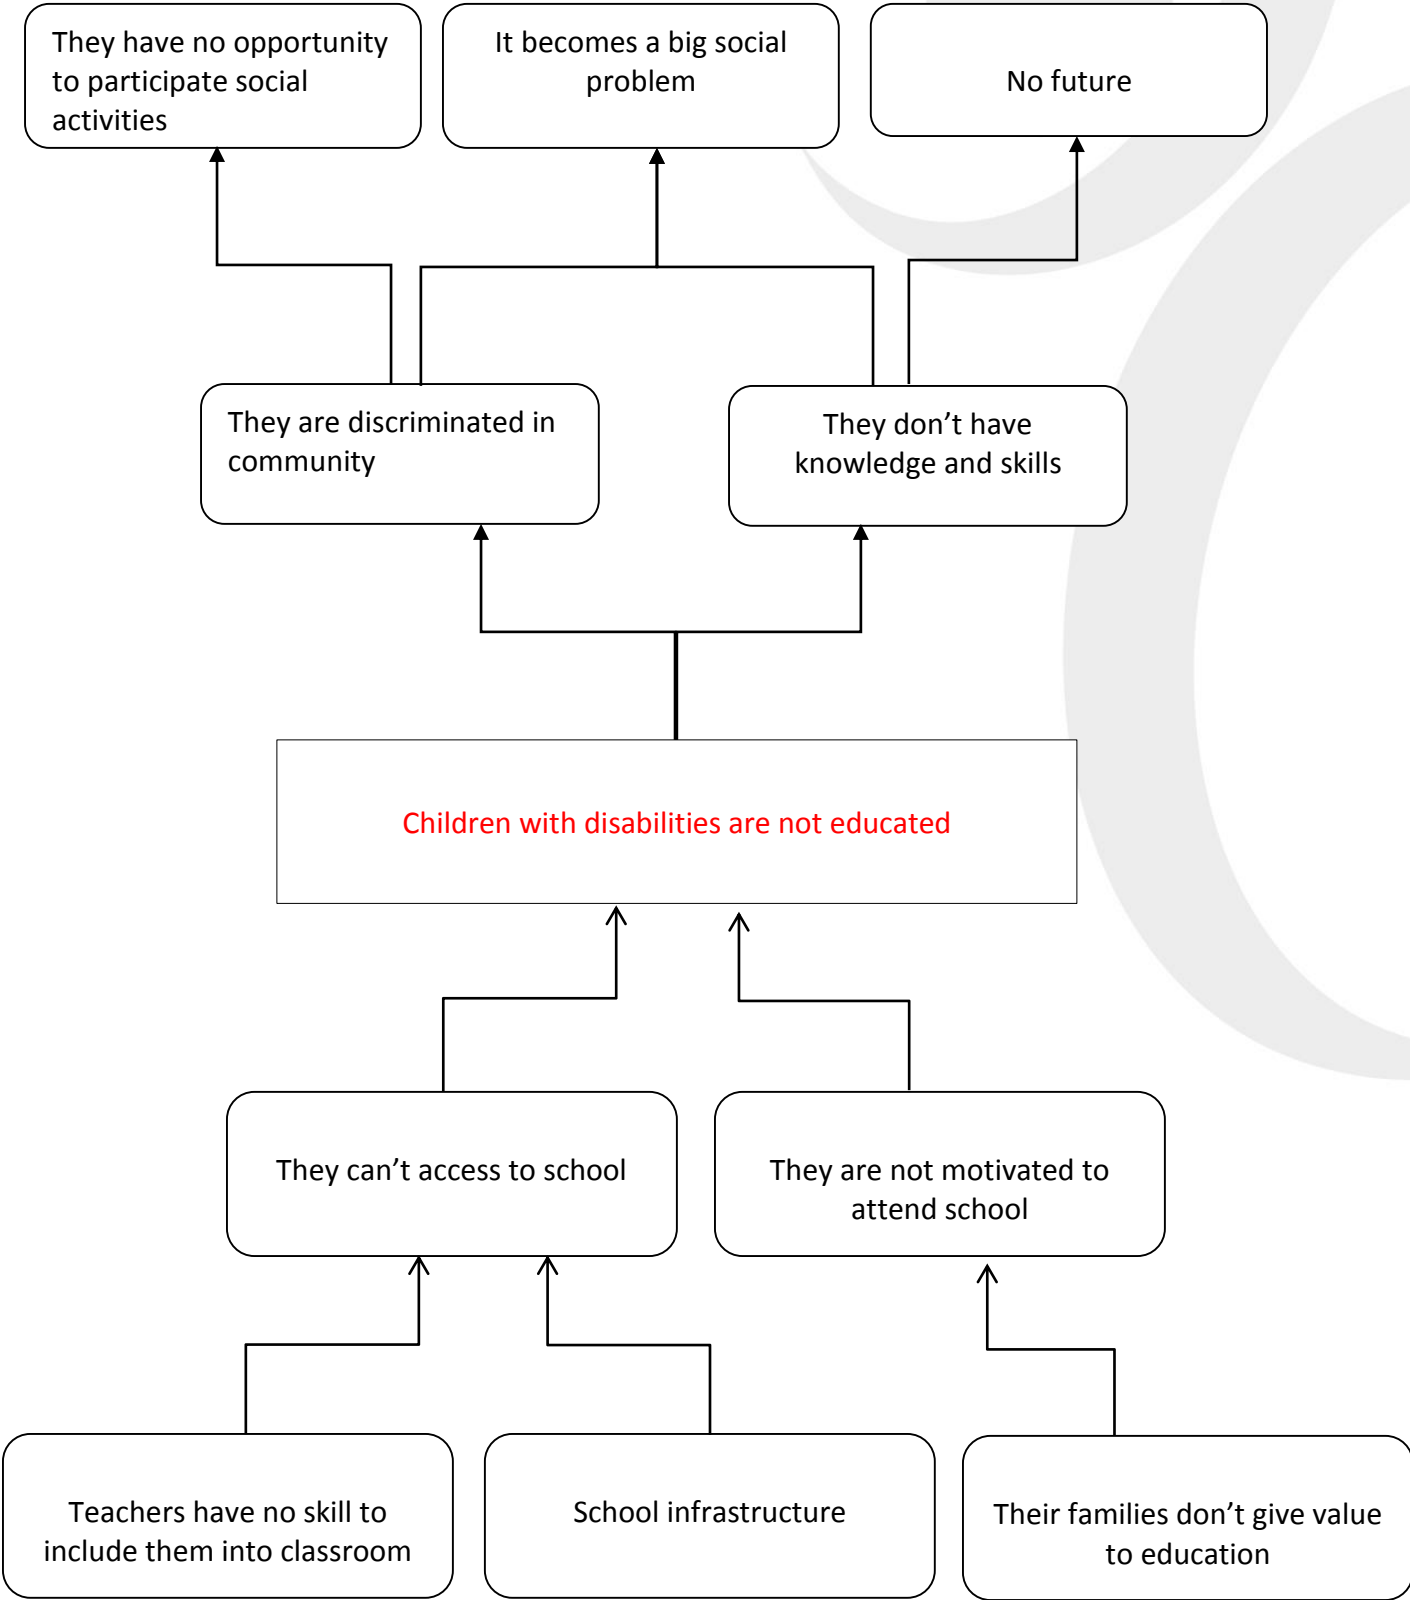 They have no opportunity
to participate social
activities
It becomes a big social
problem
No future
They are discriminated in
community
They don’t have
knowledge and skills
Children with disabilities are not educated
They can’t access to school
They are not motivated to
attend school
Teachers have no skill to
include them into classroom
School infrastructure
Their families don’t give value
to education